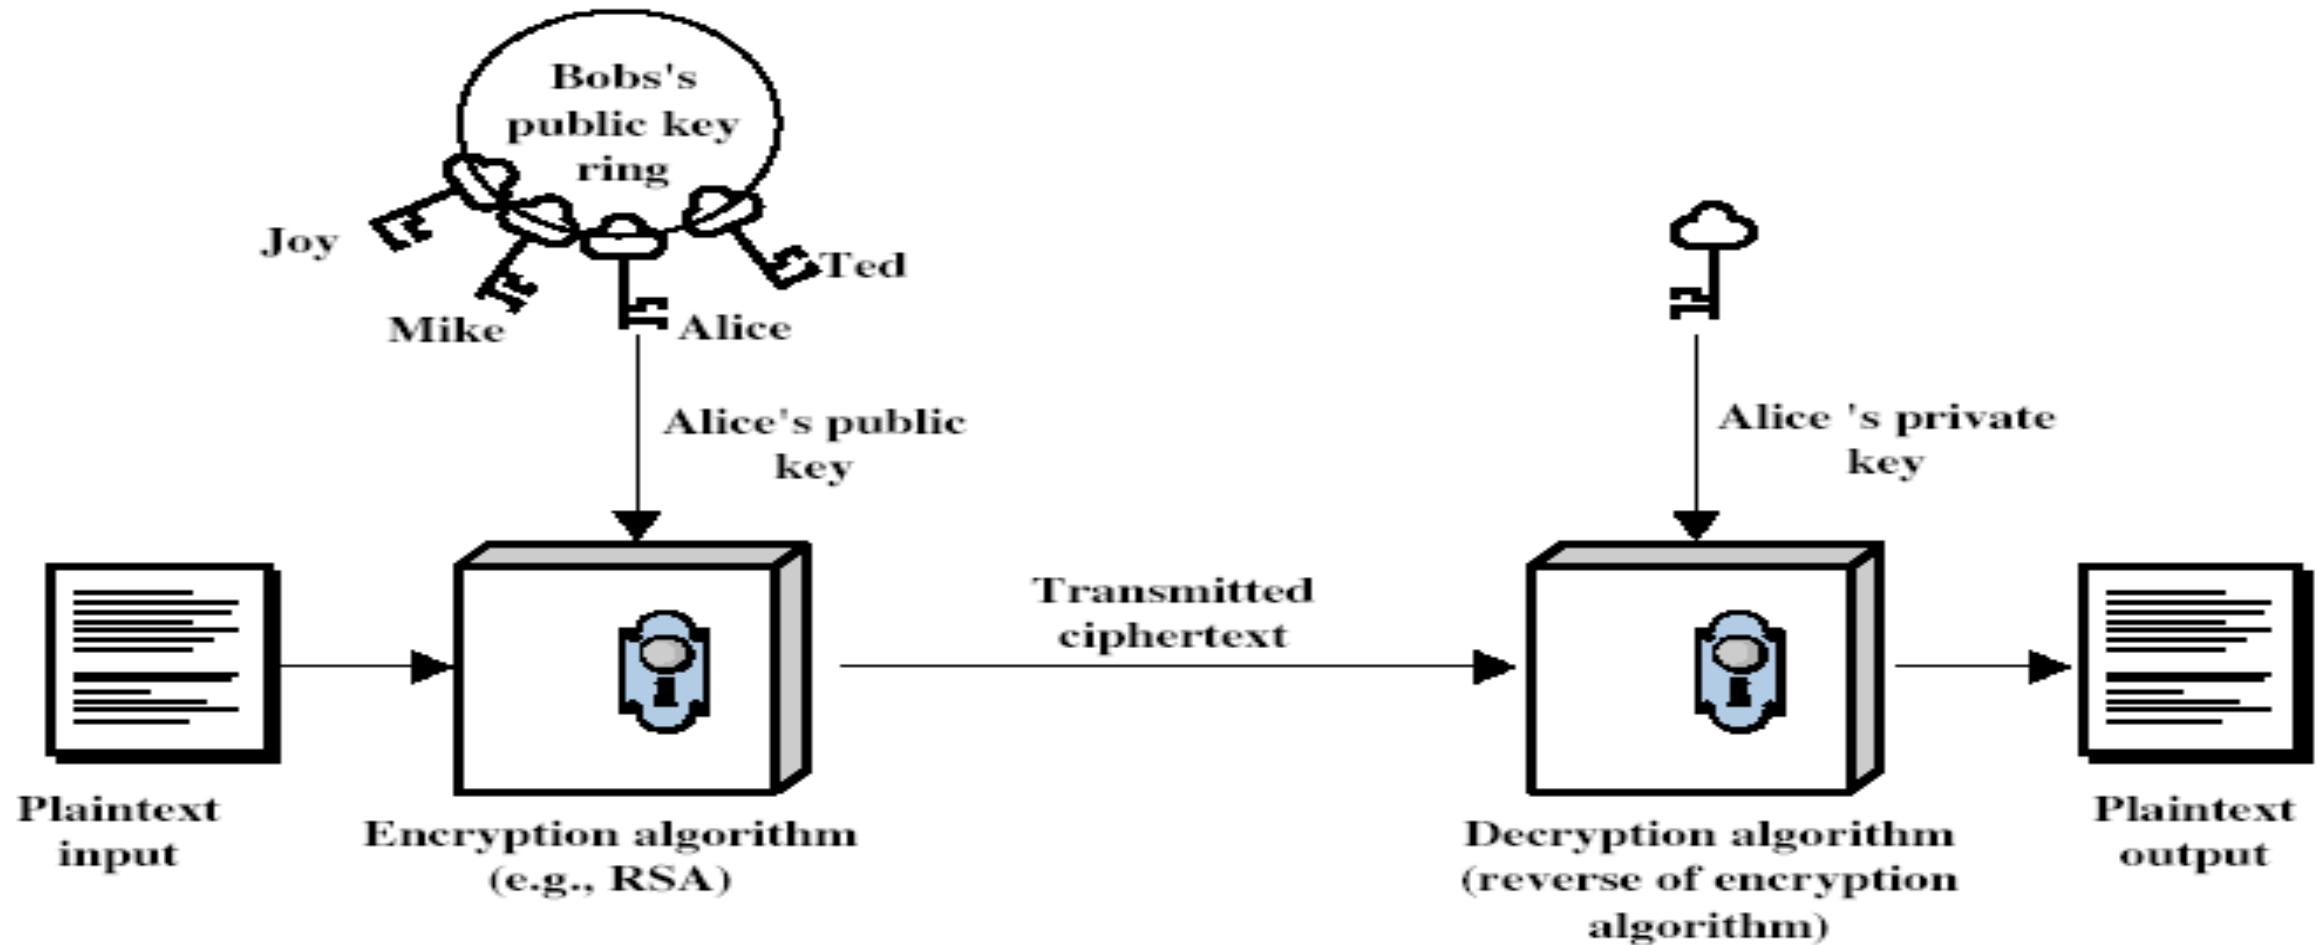 Bobs's
public key
ring
Joy
Ted
Mike
Alice
Alice's public
key
Alice 's private
key
Transmitted
ciphertext
Plaintext
input
Encryption algorithm
(e.g., RSA)
Decryption algorithm
(reverse of encryption
algorithm)
Plaintext
output